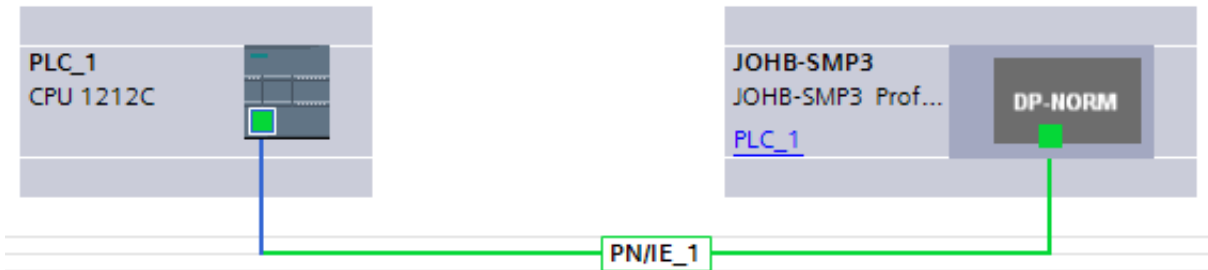 PLC_1
CPU 1212C
JOHB-SMP3
JOHB-SMP3 Prof...
PLC_1
DP-NORM
PN/IE_1